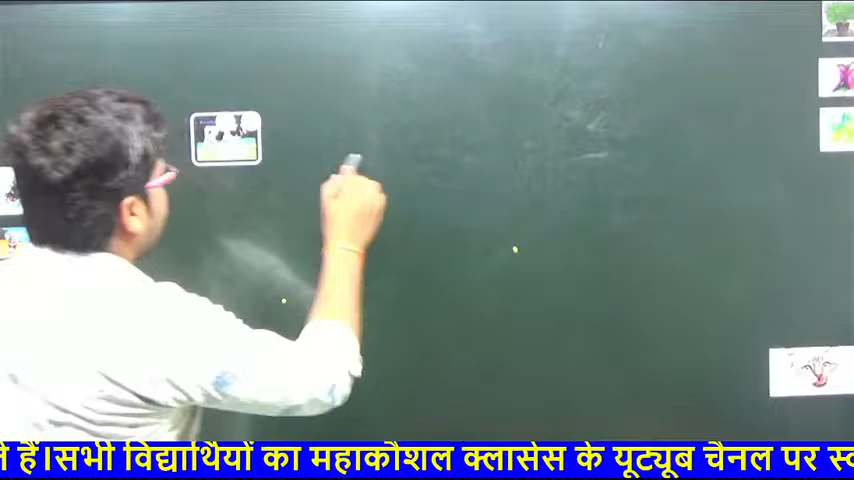 हैं।सभी विद्यार्थियों का महाकौशल क्लासेस के यूट्यूब चैनल पर